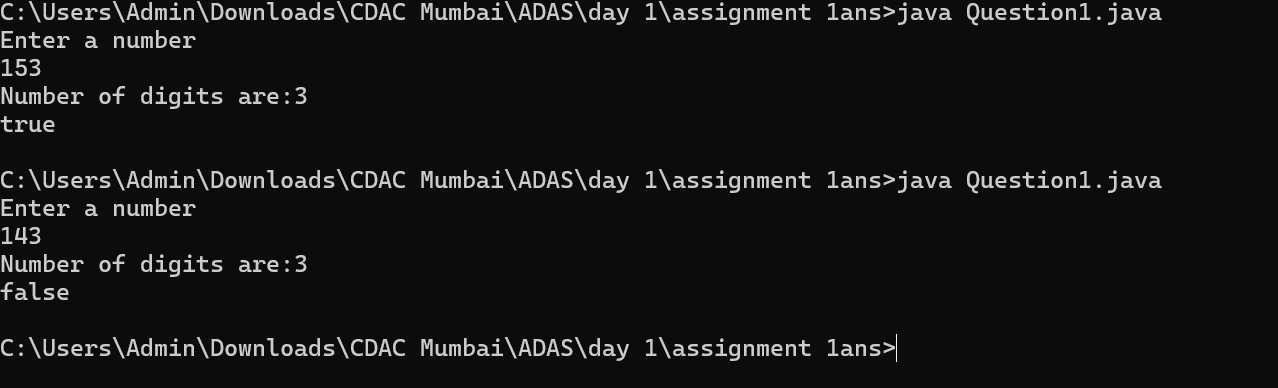 C:\Users\Admin\Downloads\CDAC Mumbai\ADAS\day 1\assignment 1ans>java Question1.java
Enter a number
153
Number of digits are:3
true
C:\Users\Admin\Downloads\CDAC Mumbai\ADAS\day 1\assignment 1ans>java Question1.java
Enter a number
143
Number of digits are:3
false
C:\Users\Admin\Downloads\CDAC Mumbai\ADAS\day 1\assignment 1ans>